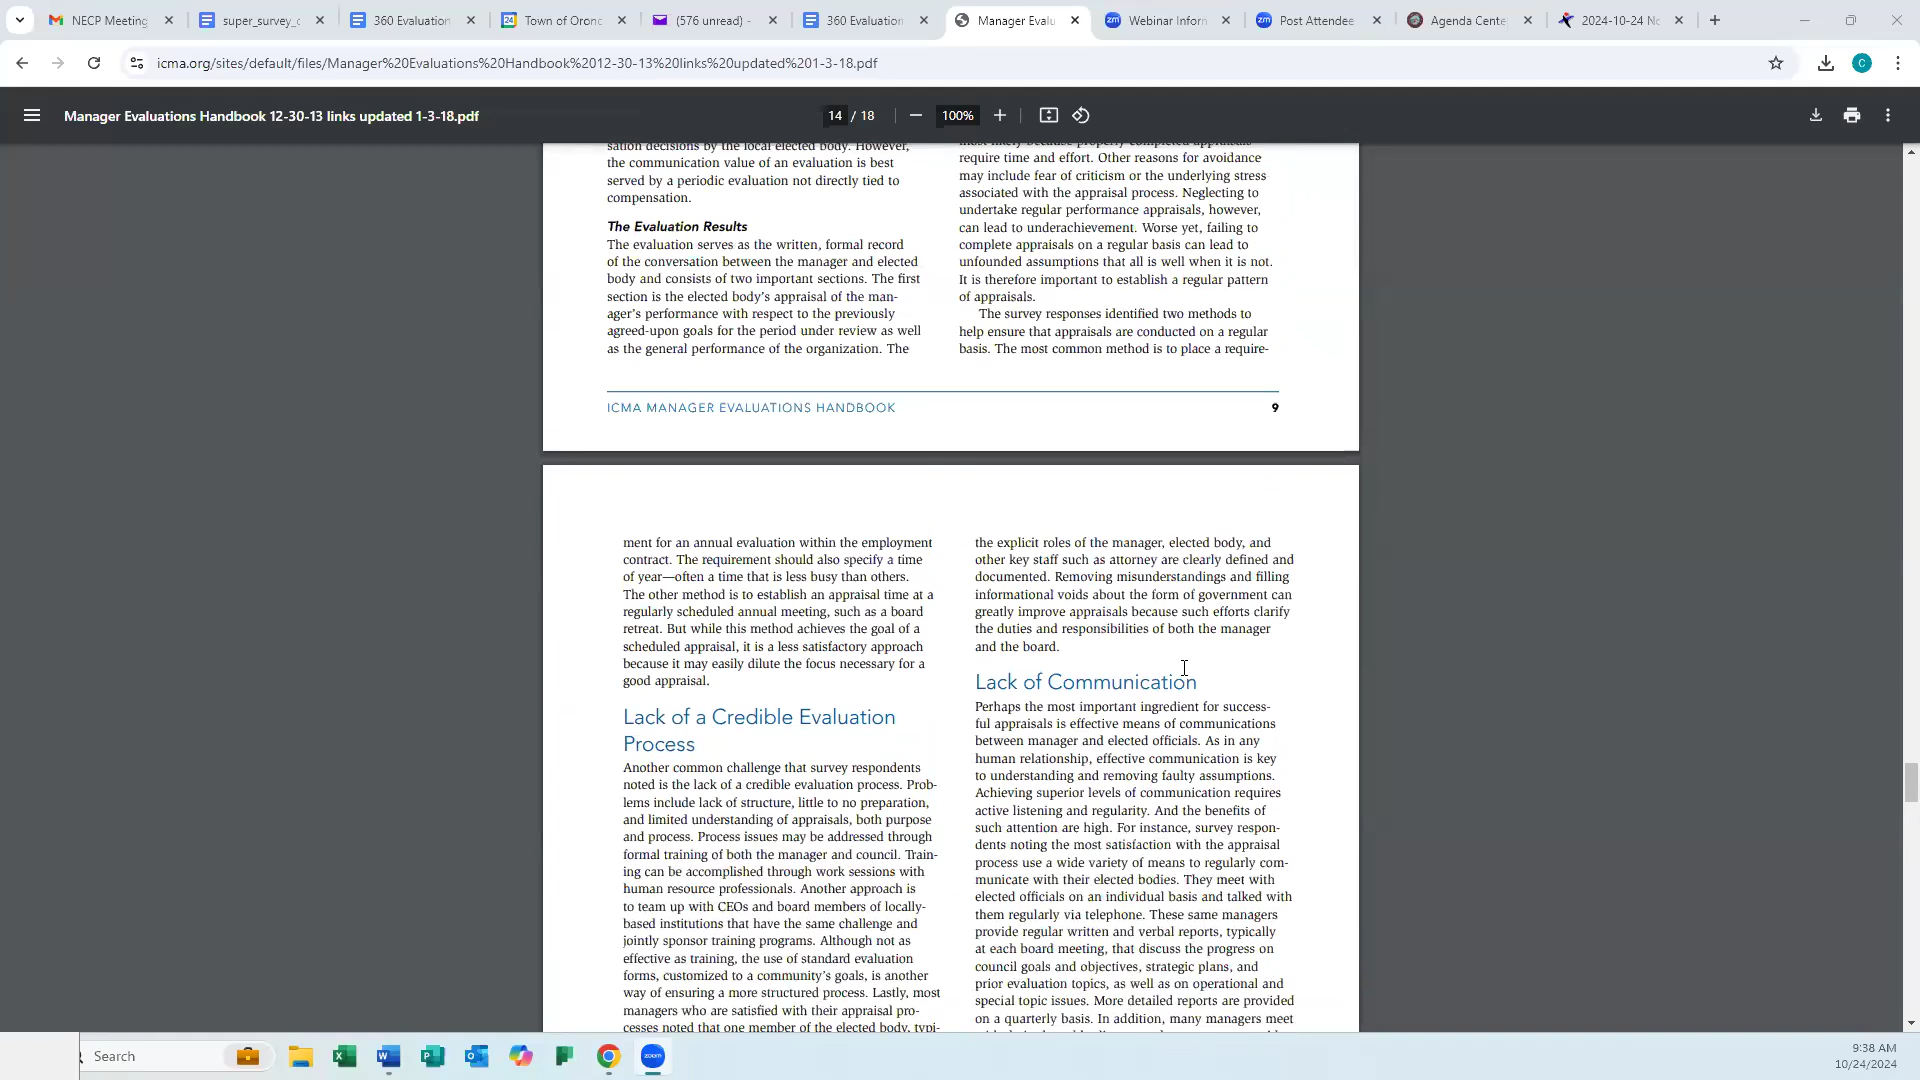 NECP Meeting
super_survey_c
360 Evaluation
Town of Oronc
(576 unread) -
360 Evaluation
Manager Evalu
Webinar Inforn
Post Attendee
Agenda Cente
2024-10-24 No
icma.org/sites/default/files/Manager%20Evaluations%20Handbook%2012-30-13%20links%20updated%201-3-18.pdf
C
Manager Evaluations Handbook 12-30-13 links updated 1-3-18.pdf
14 / 18
100%
sation decisions by the local elected body. However,
the communication value of an evaluation is best
served by a periodic evaluation not directly tied to
compensation.
The Evaluation Results
The evaluation serves as the written, formal record
of the conversation between the manager and elected
body and consists of two important sections. The first
section is the elected body's appraisal of the man-
ager's performance with respect to the previously
agreed-upon goals for the period under review as well
as the general performance of the organization. The
most likely because properly completed appraisals
require time and effort. Other reasons for avoidance
may include fear of criticism or the underlying stress
associated with the appraisal process. Neglecting to
undertake regular performance appraisals, however,
can lead to underachievement. Worse yet, failing to
complete appraisals on a regular basis can lead to
unfounded assumptions that all is well when it is not.
It is therefore important to establish a regular pattern
of appraisals.
The survey responses identified two methods to
help ensure that appraisals are conducted on a regular
basis. The most common method is to place a require-
ICMA MANAGER EVALUATIONS HANDBOOK
9
ment for an annual evaluation within the employment
contract. The requirement should also specify a time
of year—often a time that is less busy than others.
The other method is to establish an appraisal time at a
regularly scheduled annual meeting, such as a board
retreat. But while this method achieves the goal of a
scheduled appraisal, it is a less satisfactory approach
because it may easily dilute the focus necessary for a
good appraisal.
Lack of a Credible Evaluation
Process
Another common challenge that survey respondents
noted is the lack of a credible evaluation process. Prob-
lems include lack of structure, little to no preparation,
and limited understanding of appraisals, both purpose
and process. Process issues may be addressed through
formal training of both the manager and council. Train-
ing can be accomplished through work sessions with
human resource professionals. Another approach is
to team up with CEOs and board members of locally-
based institutions that have the same challenge and
jointly sponsor training programs. Although not as
effective as training, the use of standard evaluation
forms, customized to a community's goals, is another
way of ensuring a more structured process. Lastly, most
managers who are satisfied with their appraisal pro-
cesses noted that one member of the elected body, typi-
the explicit roles of the manager, elected body, and
other key staff such as attorney are clearly defined and
documented. Removing misunderstandings and filling
informational voids about the form of government can
greatly improve appraisals because such efforts clarify
the duties and responsibilities of both the manager
and the board.
Lack of Communication
Perhaps the most important ingredient for success-
ful appraisals is effective means of communications
between manager and elected officials. As in any
human relationship, effective communication is key
to understanding and removing faulty assumptions.
Achieving superior levels of communication requires
active listening and regularity. And the benefits of
such attention are high. For instance, survey respon-
dents noting the most satisfaction with the appraisal
process use a wide variety of means to regularly com-
municate with their elected bodies. They meet with
elected officials on an individual basis and talked with
them regularly via telephone. These same managers
provide regular written and verbal reports, typically
at each board meeting, that discuss the progress on
council goals and objectives, strategic plans, and
prior evaluation topics, as well as on operational and
special topic issues. More detailed reports are provided
on a quarterly basis. In addition, many managers meet
Search
9:38 AM
10/24/2024